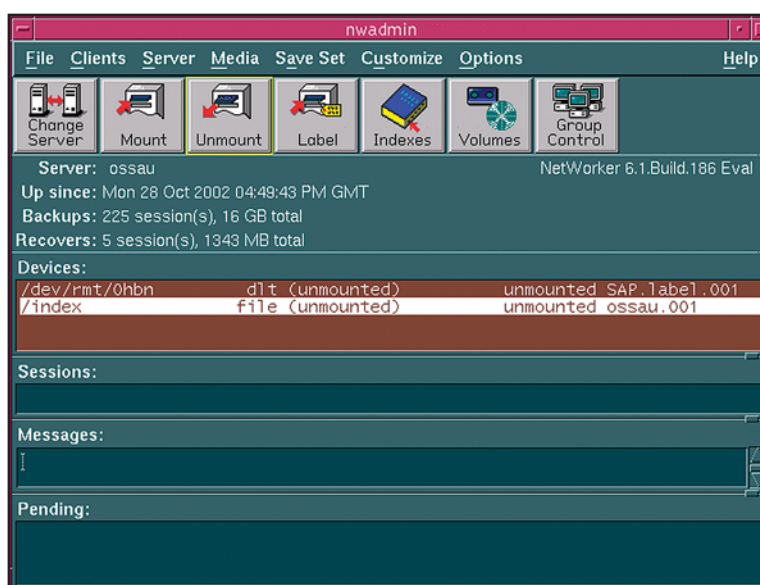 nwadmin
File Clients Server Media Save Set Customize Options Help
Change Server Mount Unmount Label Indexes Volumes Group Control
Server: ossau NetWorker 6.1.Build.186 Eval
Up since: Mon 28 Oct 2002 04:49:43 PM GMT
Backups: 225 session(s), 16 GB total
Recovers: 5 session(s), 1343 MB total
Devices:
/dev/rmt/0hbn dlt (unmounted) unmounted SAP.label.001
/index file (unmounted) unmounted ossau.001
Sessions:
Messages:
Pending: